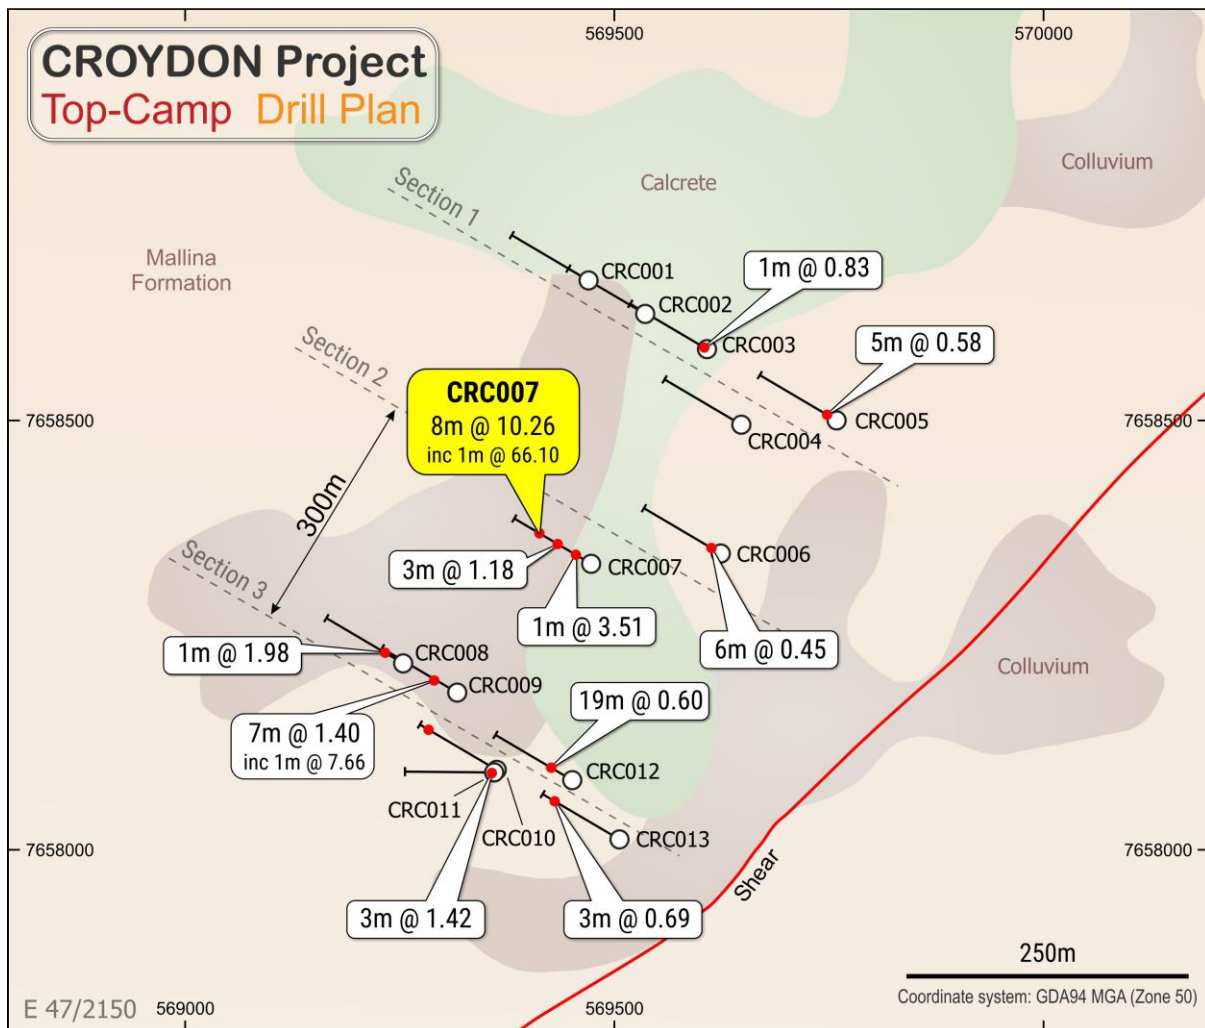 569500
570000
CROYDON Project
Top-Camp Drill Plan
Colluvium
Section 1
Calcrete
Mallina
Formation
1m @ 0.83
CRC001
CRC002
CRC003
5m @ 0.58
Section 2
CRC007
8m @ 10.26
inc 1m @ 66.10
7658500
CRC004
CRC005
7658500
300m
3m @ 1.18
CRC007
CRC006
Section 3
1m @ 3.51
6m @ 0.45
1m @ 1.98
CRC008
CRC009
Colluvium
19m @ 0.60
7m @ 1.40
inc 1m @ 7.66
CRC012
CRC011
CRC010
CRC013
7658000
7658000
Shear
3m @ 1.42
3m @ 0.69
250m
Coordinate system: GDA94 MGA (Zone 50)
E 47/2150
569000
569500